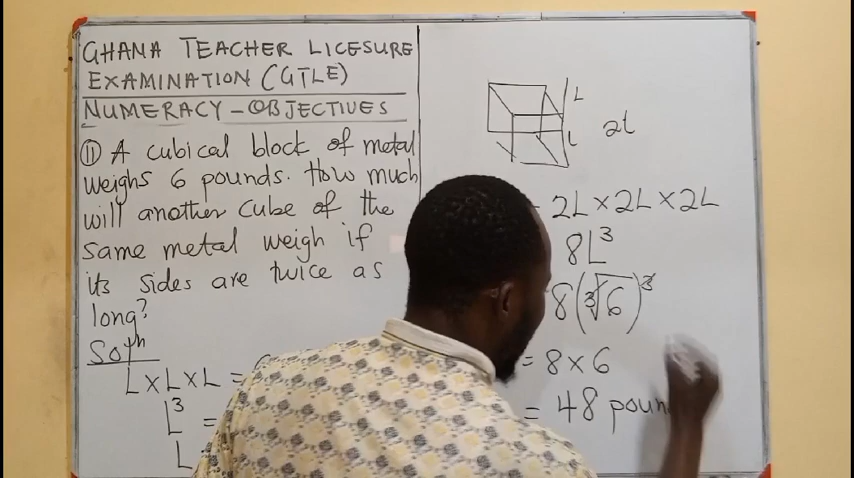 GHANA TEACHER LICESURE
EXAMINATION (GTLE)
NUMERACY - OBJECTIVES
⑪ A cubical block of metal
weighs 6 pounds. How much
will another cube of the
same metal weigh if
its sides are twice as
long?
Soln
L×L×L =
L³ =
L
L
L
2L
2L × 2L × 2L
8L³
8(∛6)³
= 8×6
= 48 poun